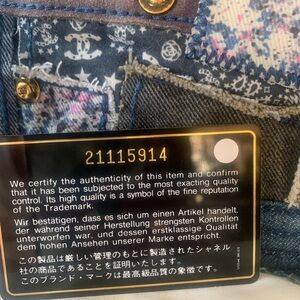 21115914
We certify the authenticity of this item and confirm
that it has been subjected to the most exacting quality
control. Its high quality is a symbol of the fine reputation
of the Trademark.
Wir bestätigen, dass es sich um einen Artikel handelt,
der während seiner Herstellung strengsten Kontrollen
unterworfen war, und dessen erstklassige Qualität
dem hohen Ansehen unserer Marke entspricht.
この製品は厳しい管理のもとに製造されたシャネル
社の商品であることを証明いたします。
このブランド・マークは最高級品質の象徴です。